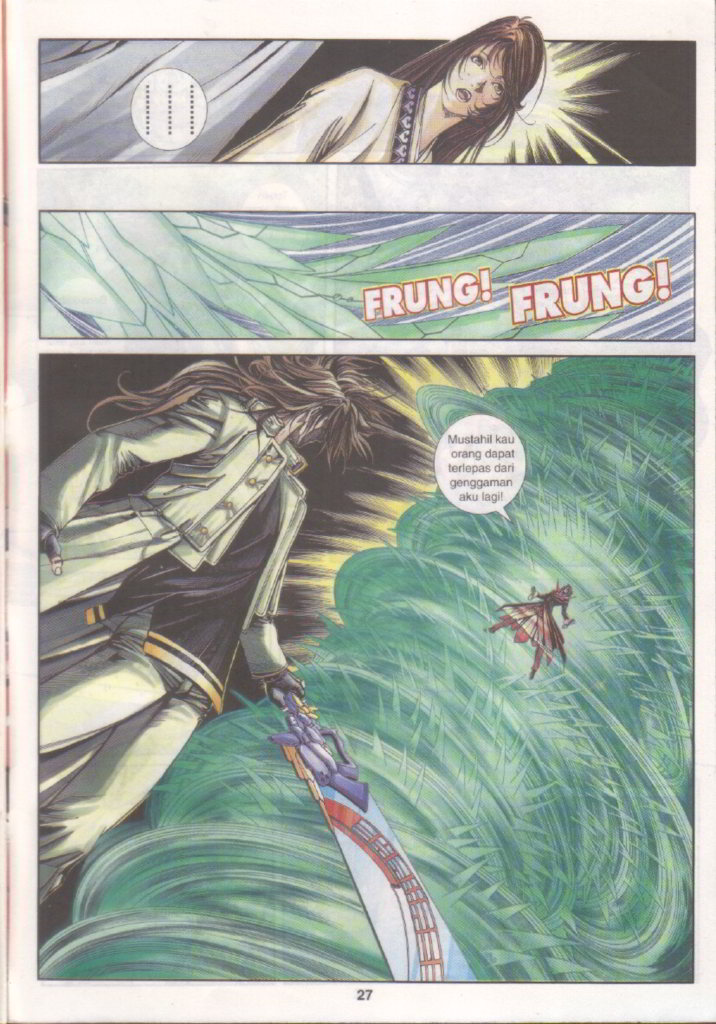 FRUNG! FRUNG!
Mustahil kau
orang dapat
terlepas dari
genggaman
aku lagi!
27